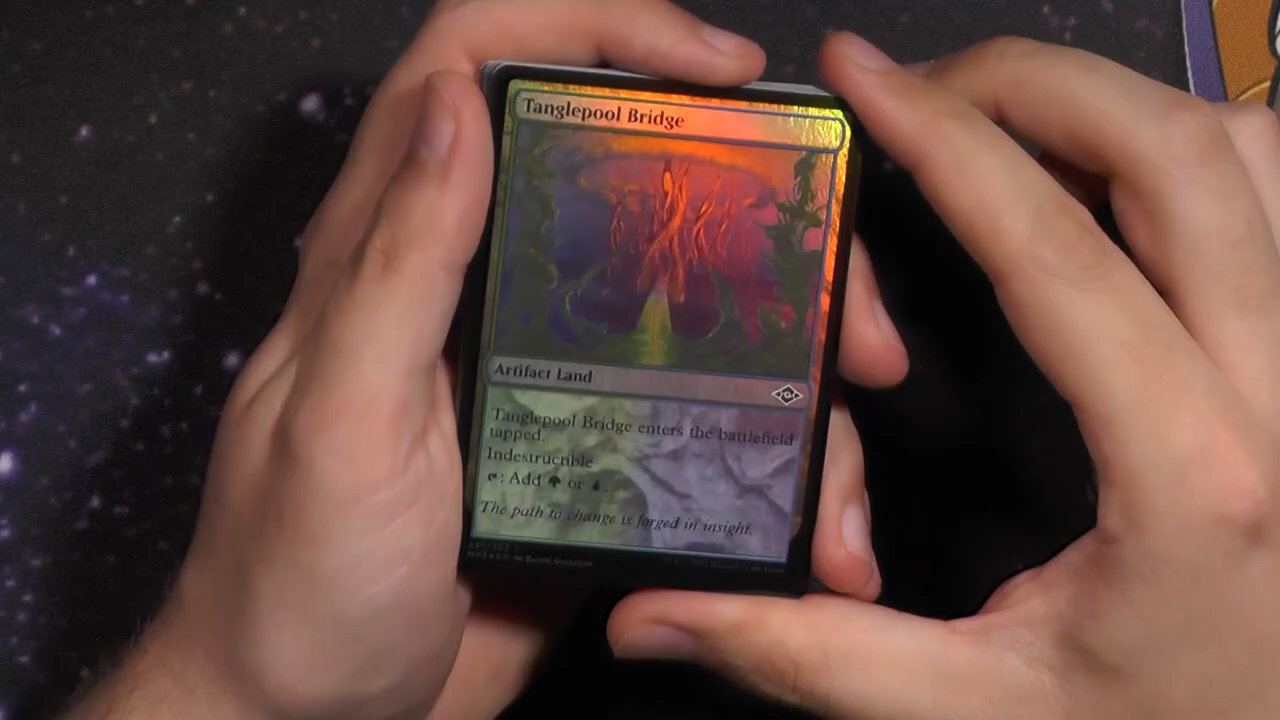 Tanglepool Bridge
Artifact Land
Tanglepool Bridge enters the battlefield
tapped.
Indestructible
: Add or .
The path to change is forged in insight.